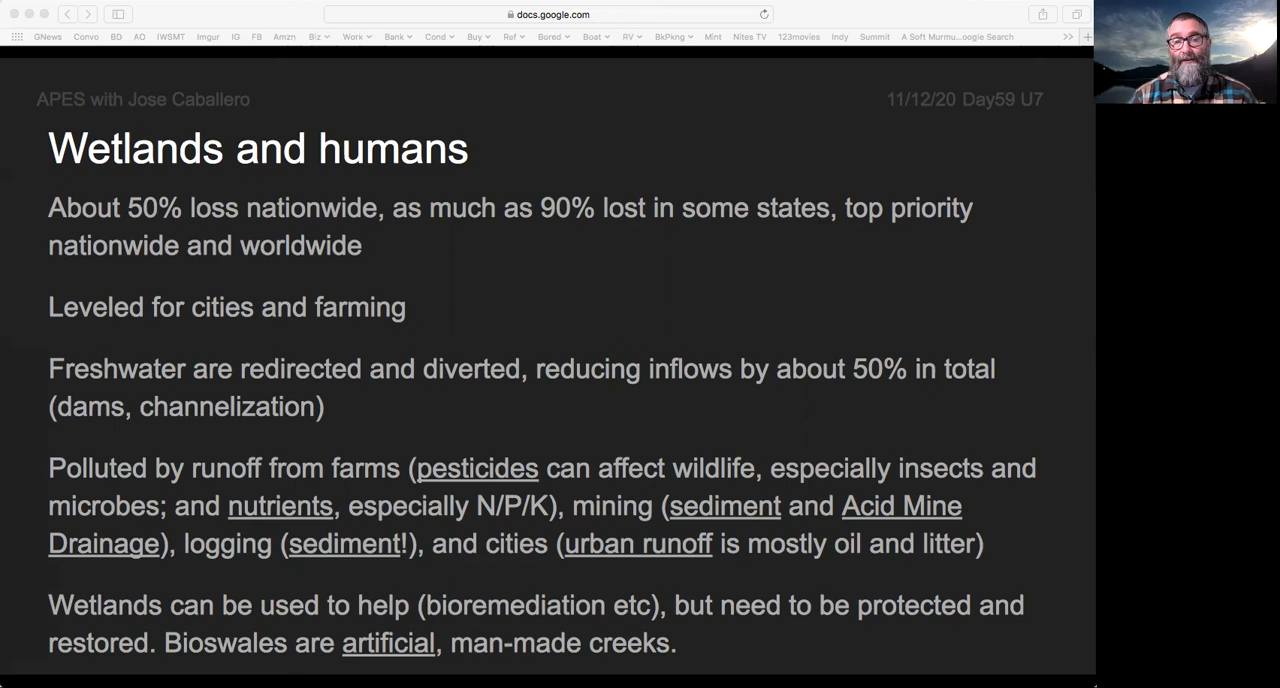 docs.google.com
GNews Convo BD AO IWSMT Imgur IG FB Amzn Biz Work Bank Cond Buy Ref Bored Boat RV BkPkng Mint Nites TV 123movies Indy Summit A Soft Murmu...oogle Search
APES with Jose Caballero 11/12/20 Day59 U7
Wetlands and humans
About 50% loss nationwide, as much as 90% lost in some states, top priority
nationwide and worldwide
Leveled for cities and farming
Freshwater are redirected and diverted, reducing inflows by about 50% in total
(dams, channelization)
Polluted by runoff from farms (pesticides can affect wildlife, especially insects and
microbes; and nutrients, especially N/P/K), mining (sediment and Acid Mine
Drainage), logging (sediment!), and cities (urban runoff is mostly oil and litter)
Wetlands can be used to help (bioremediation etc), but need to be protected and
restored. Bioswales are artificial, man-made creeks.